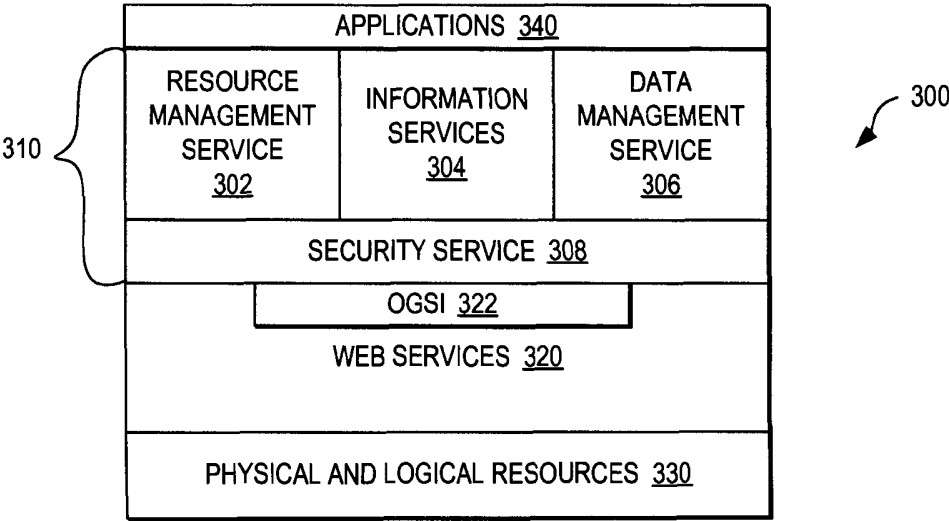 APPLICATIONS 340
RESOURCE
MANAGEMENT
SERVICE
302
INFORMATION
SERVICES
304
DATA
MANAGEMENT
SERVICE
306
310
300
SECURITY SERVICE 308
OGSI 322
WEB SERVICES 320
PHYSICAL AND LOGICAL RESOURCES 330